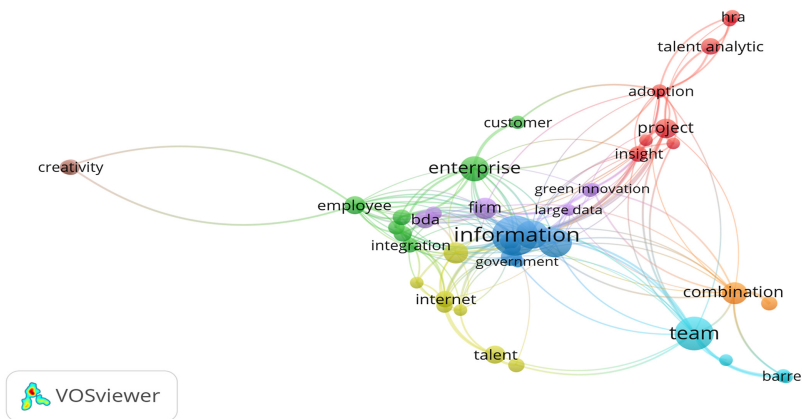 hra
talent analytic
adoption
customer
project
insight
creativity
enterprise
green innovation
employee
firm
large data
bda
information
integration
government
internet
combination
team
talent
barre
VOSviewer